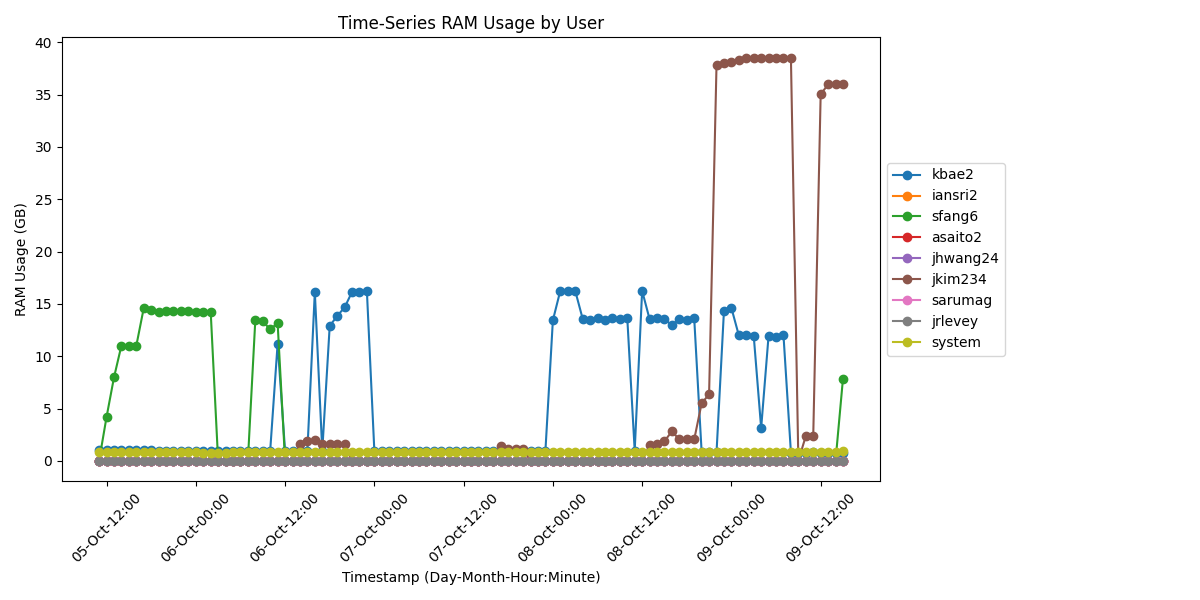 Time-Series RAM Usage by User
40
35
30
25
20
15
10
5
0
RAM Usage (GB)
05-Oct-12:00
06-Oct-00:00
06-Oct-12:00
07-Oct-00:00
07-Oct-12:00
08-Oct-00:00
08-Oct-12:00
09-Oct-00:00
09-Oct-12:00
Timestamp (Day-Month-Hour:Minute)
kbae2
iansri2
sfang6
asaito2
jhwang24
jkim234
sarumag
jrlevey
system